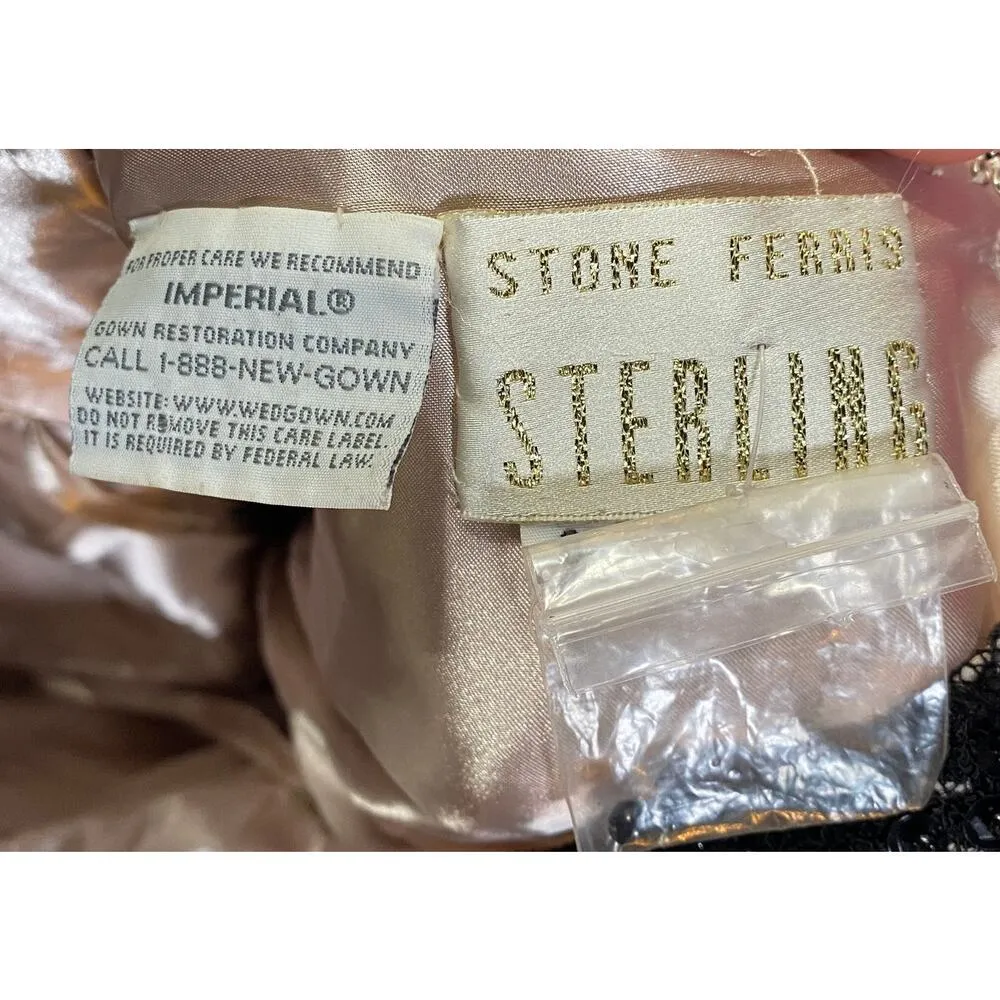 FOR PROPER CARE WE RECOMMEND
IMPERIAL®
GOWN RESTORATION COMPANY
CALL 1-888-NEW-GOWN
WEBSITE: WWW.WEDGOWN.COM
DO NOT REMOVE THIS CARE LABEL.
IT IS REQUIRED BY FEDERAL LAW.
STONE FERRIS
STERLING